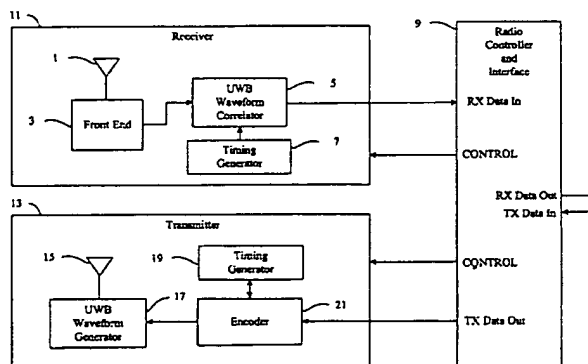 11
Receiver
9
Radio
Controller
and
Interface
1
3
Front End
UWB
Waveform
Correlator
5
RX Data In
Timing
Generator
7
CONTROL
RX Data Out
TX Data In
13
Transmitter
15
19
Timing
Generator
CONTROL
UWB
Waveform
Generator
17
Encoder
21
TX Data Out